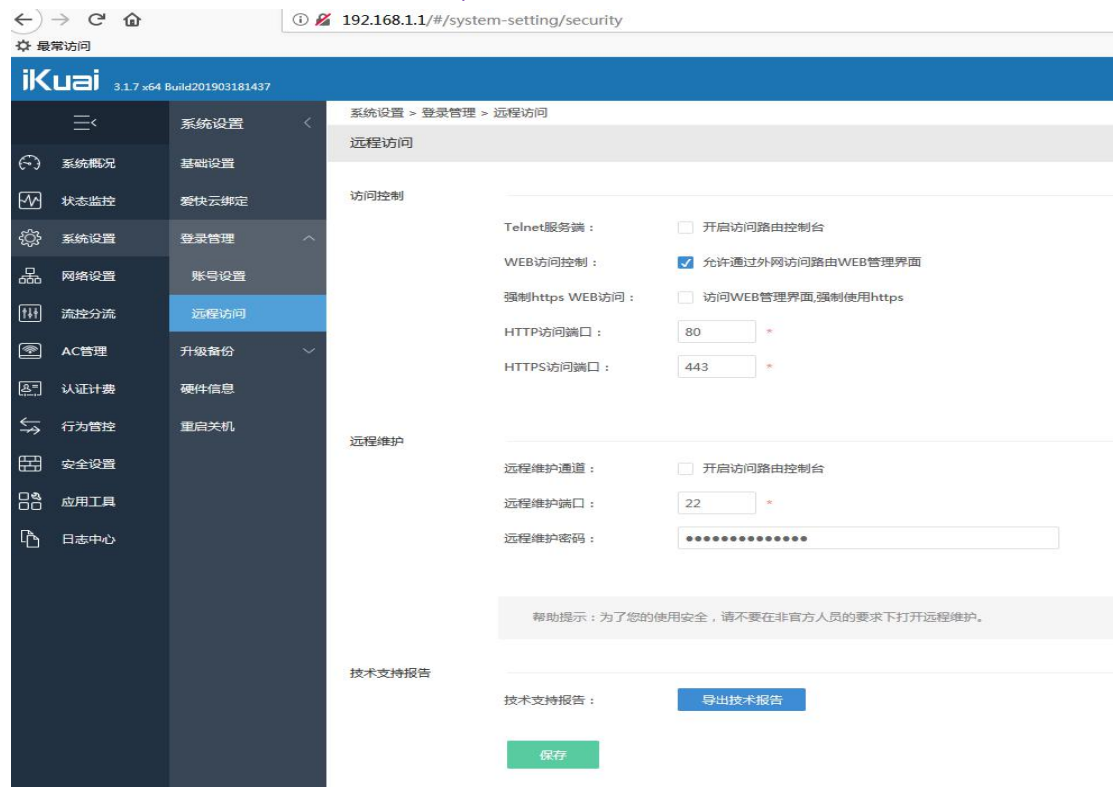 192.168.1.1/#/system-setting/security
最常访问
iKuai 3.1.7 x64 Build201903181437
系统概况
状态监控
系统设置
网络设置
流控分流
AC管理
认证计费
行为管控
安全设置
应用工具
日志中心
系统设置
基础设置
爱快云绑定
登录管理
账号设置
远程访问
升级备份
硬件信息
重启关机
系统设置 > 登录管理 > 远程访问
远程访问
访问控制
Telnet服务端： 开启访问路由控制台
WEB访问控制： 允许通过外网访问路由WEB管理界面
强制https WEB访问： 访问WEB管理界面,强制使用https
HTTP访问端口： 80 *
HTTPS访问端口： 443 *
远程维护
远程维护通道： 开启访问路由控制台
远程维护端口： 22 *
远程维护密码： ●●●●●●●●●●●●●●
帮助提示：为了您的使用安全，请不要在非官方人员的要求下打开远程维护。
技术支持报告
技术支持报告： 导出技术报告
保存